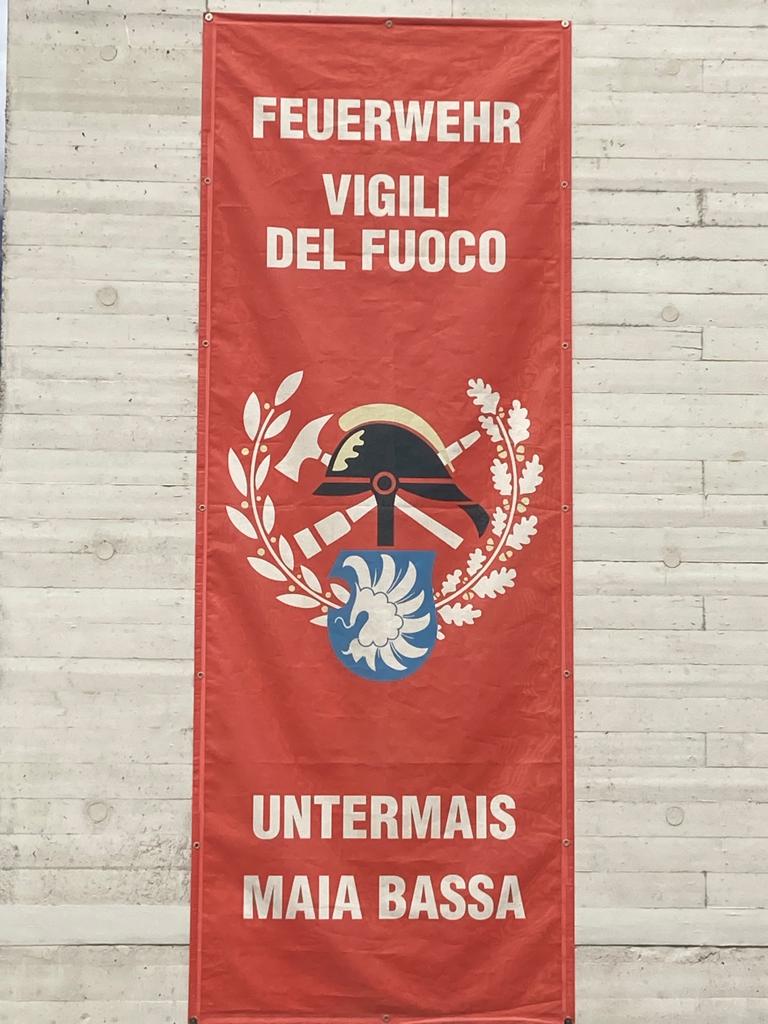 FEUERWEHR
VIGILI
DEL FUOCO
UNTERMAIS
MAIA BASSA